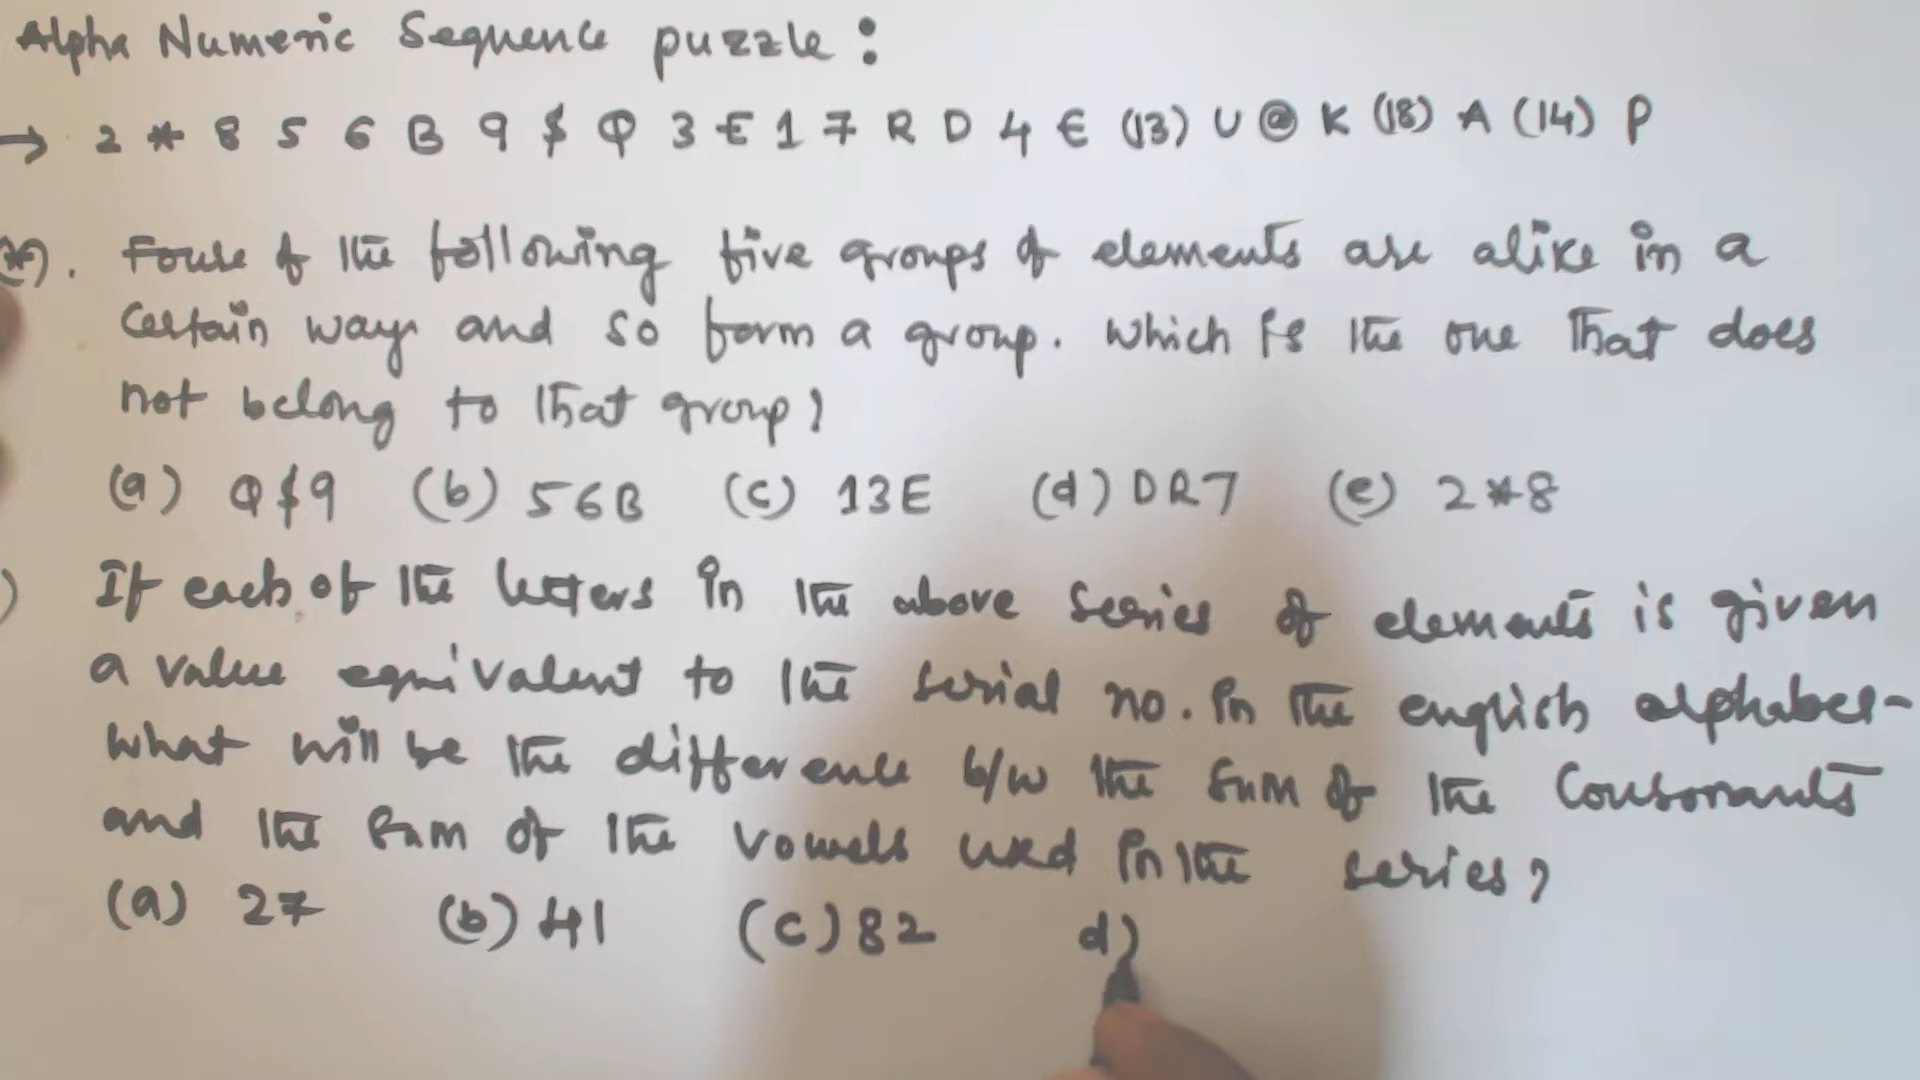 Alpha Numeric Sequence puzzle :
→ 2 * 8 5 6 B 9 $ Q 3 E 1 7 R D 4 € (13) U @ K (18) A (14) P
Four of the following five groups of elements are alike in a
certain way and so form a group. Which is the one that does
not belong to that group?
(a) Q $ 9 (b) 5 6 B (c) 13 E (d) D R 7 (e) 2 * 8
) If each of the letters in the above series of elements is given
a value equivalent to the serial no. in the english alphabet-
what will be the difference b/w the sum of the Consonants
and the sum of the vowels used in the series?
(a) 27 (b) 41 (c) 82 d)